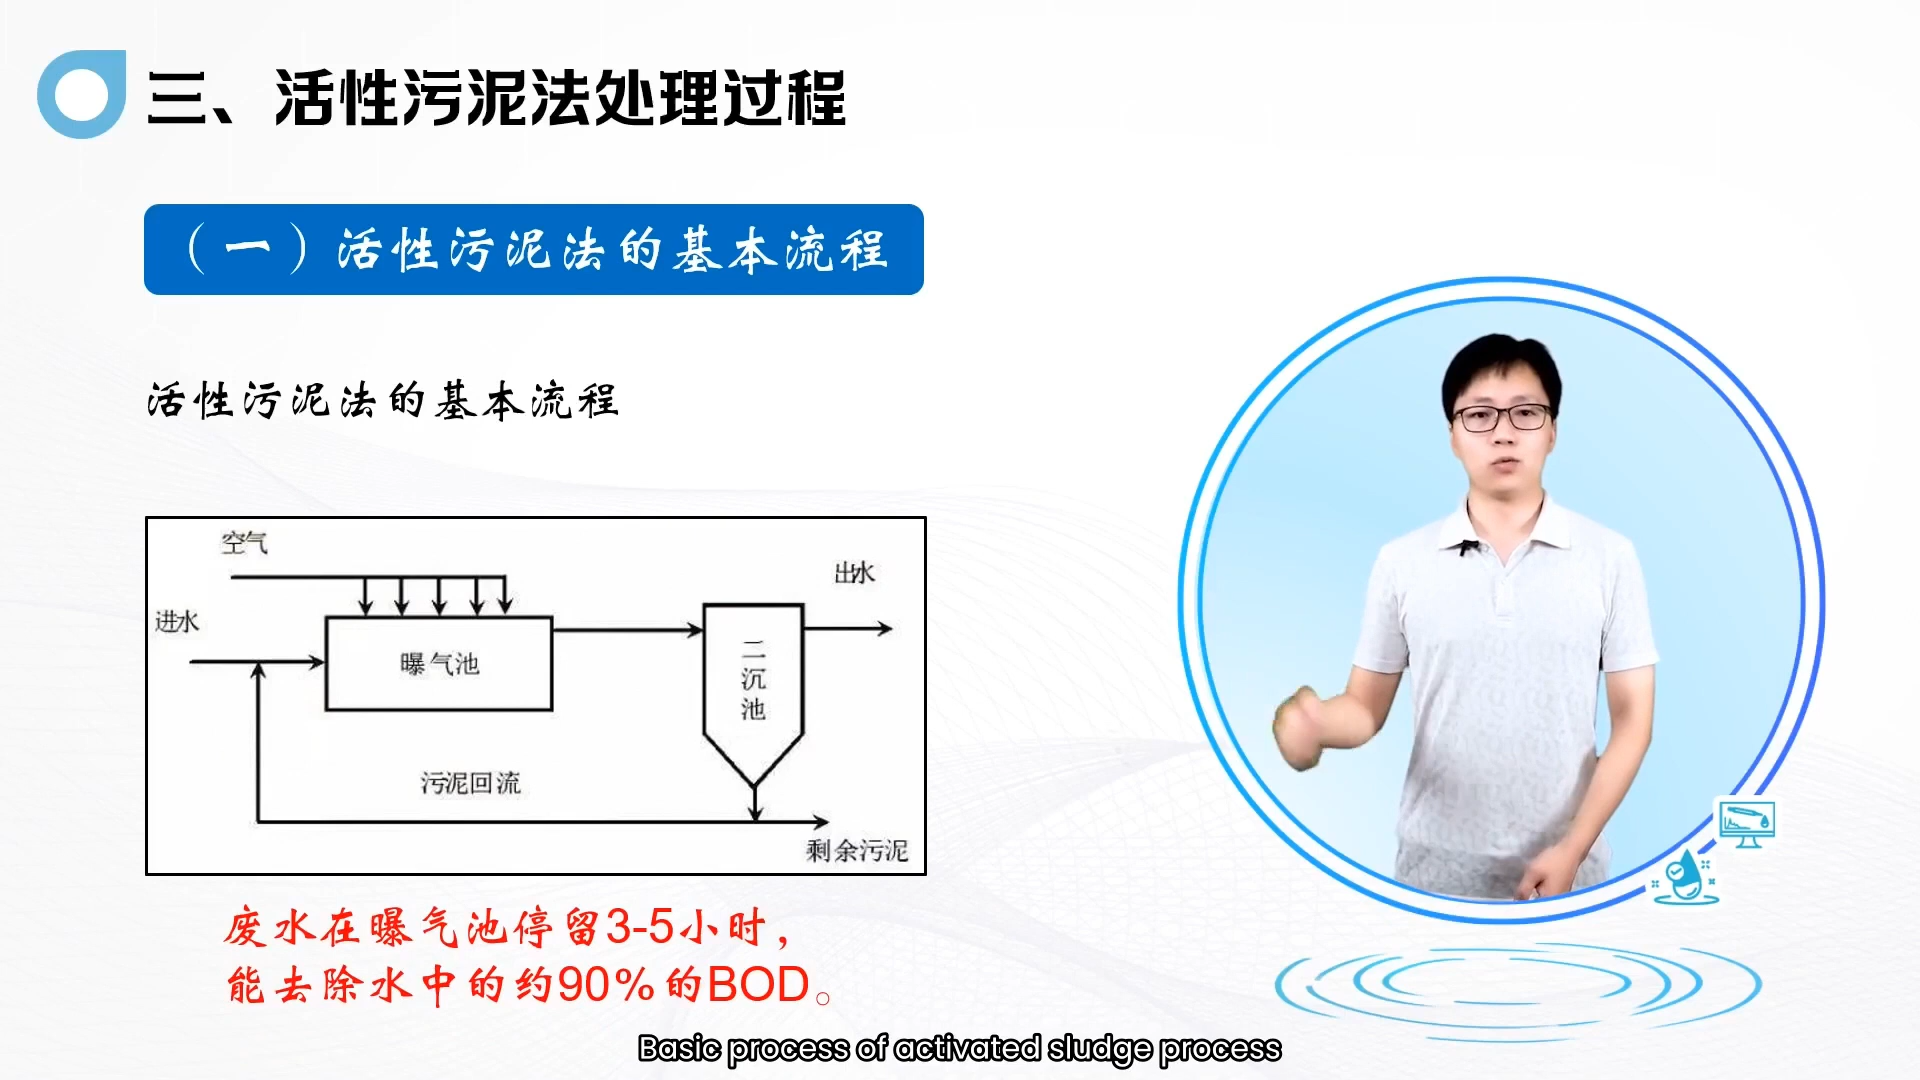 三、活性污泥法处理过程
（一）活性污泥法的基本流程
活性污泥法的基本流程
空气
出水
进水
曝气池
二沉池
污泥回流
剩余污泥
废水在曝气池停留3-5小时，
能去除水中的约90%的BOD。
Basic process of activated sludge process